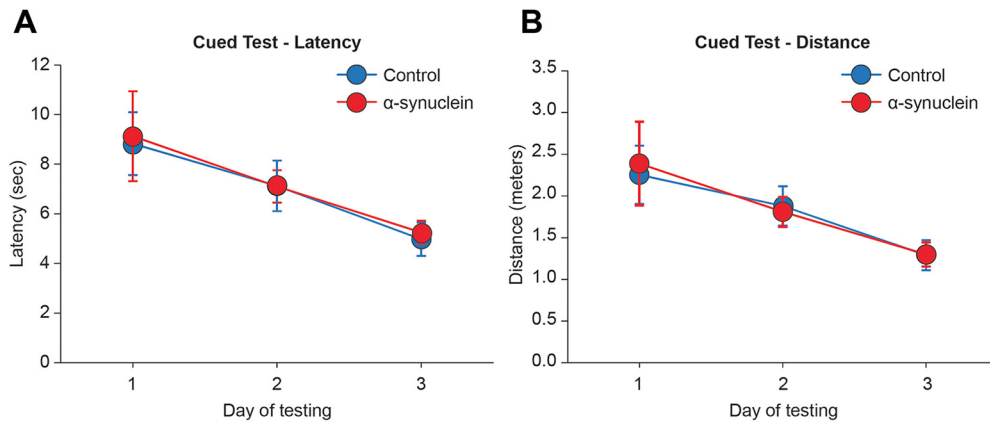 A
Cued Test - Latency
Control
α-synuclein
12
10
8
6
4
2
0
Latency (sec)
1
2
3
Day of testing
B
Cued Test - Distance
Control
α-synuclein
3.5
3.0
2.5
2.0
1.5
1.0
0.5
0.0
Distance (meters)
1
2
3
Day of testing